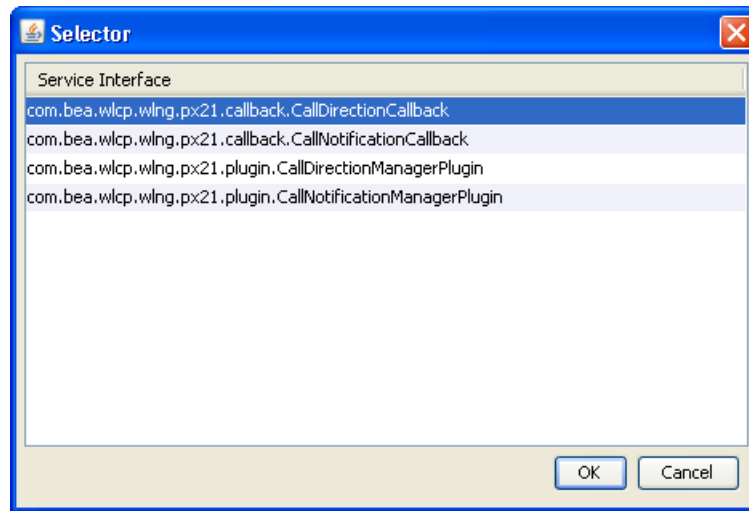 Selector
Service Interface
com.bea.wlcp.wlng.px21.callback.CallDirectionCallback
com.bea.wlcp.wlng.px21.callback.CallNotificationCallback
com.bea.wlcp.wlng.px21.plugin.CallDirectionManagerPlugin
com.bea.wlcp.wlng.px21.plugin.CallNotificationManagerPlugin
OK Cancel